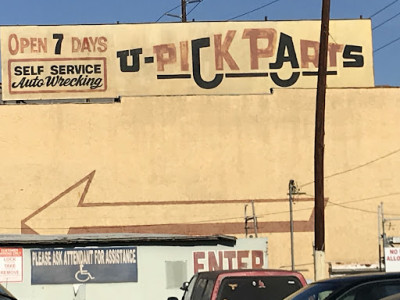 OPEN 7 DAYS
SELF SERVICE
Auto Wrecking
U-PICK PARTS
PLEASE ASK ATTENDANT FOR ASSISTANCE
ENTER